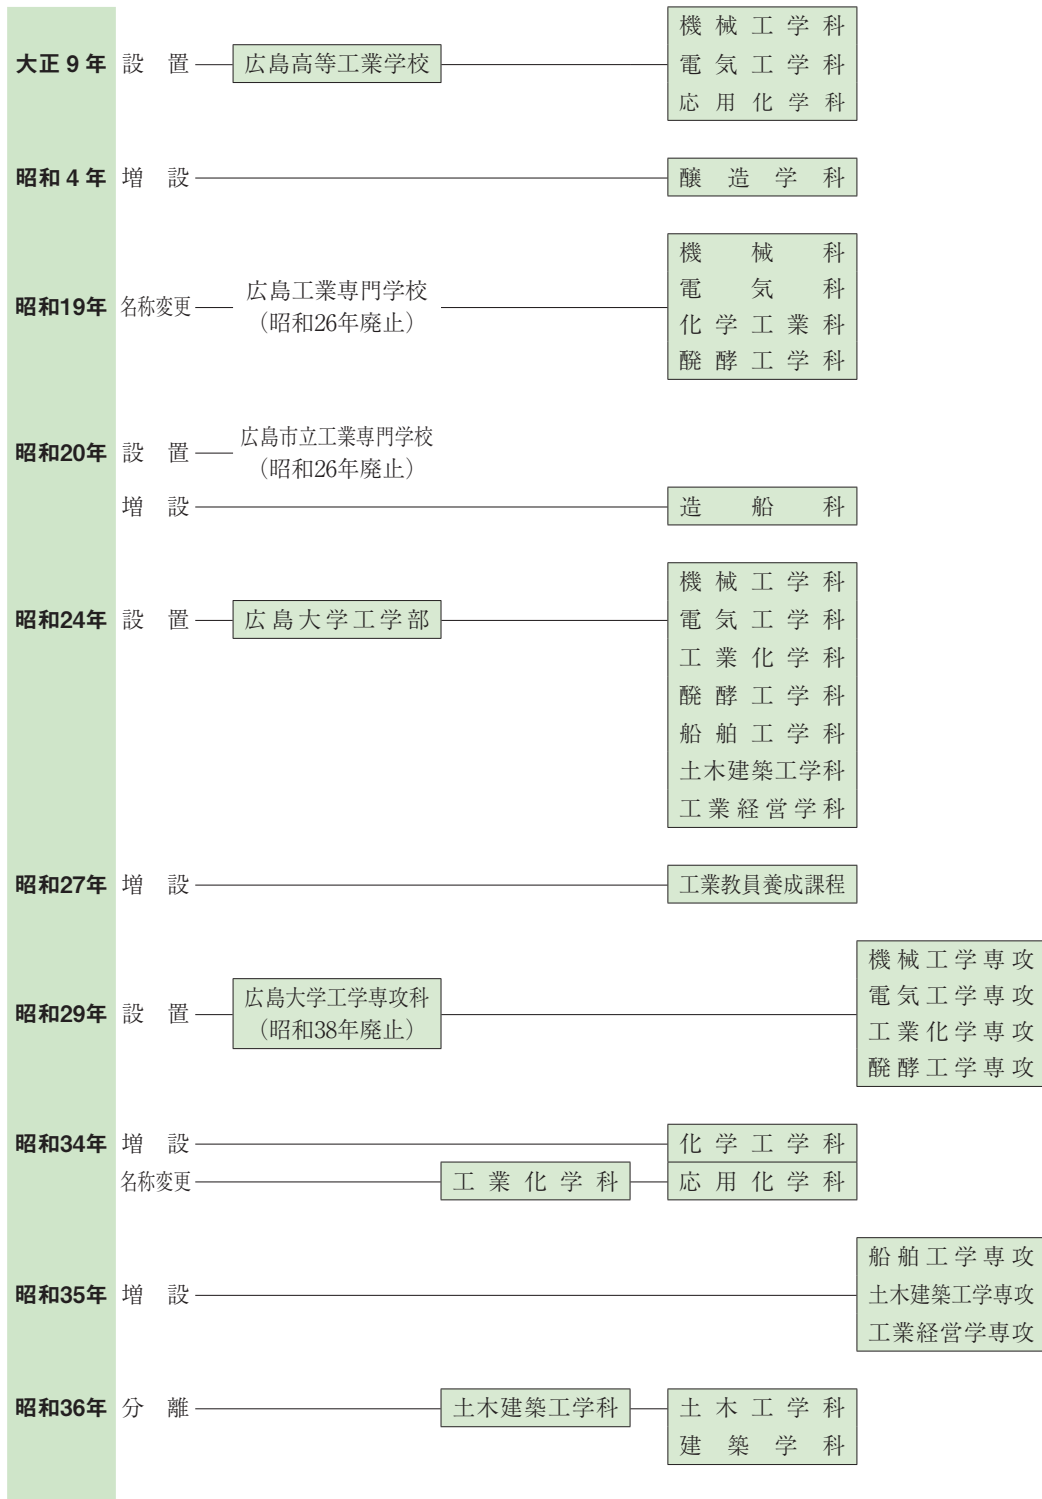 大正9年 設置 広島高等工業学校 機械工学科
電気工学科
応用化学科
昭和4年 増設 醸造学科
昭和19年 名称変更 広島工業専門学校
（昭和26年廃止）
機械科
電気科
化学工業科
醗酵工学科
昭和20年 設置 広島市立工業専門学校
（昭和26年廃止）
増設 造船科
昭和24年 設置 広島大学工学部 機械工学科
電気工学科
工業化学科
醗酵工学科
船舶工学科
土木建築工学科
工業経営学科
昭和27年 増設 工業教員養成課程
昭和29年 設置 広島大学工学専攻科
（昭和38年廃止）
機械工学専攻
電気工学専攻
工業化学専攻
醗酵工学専攻
昭和34年 増設 化学工学科
名称変更 工業化学科 応用化学科
昭和35年 増設 船舶工学専攻
土木建築工学専攻
工業経営学専攻
昭和36年 分離 土木建築工学科 土木工学科
建築学科